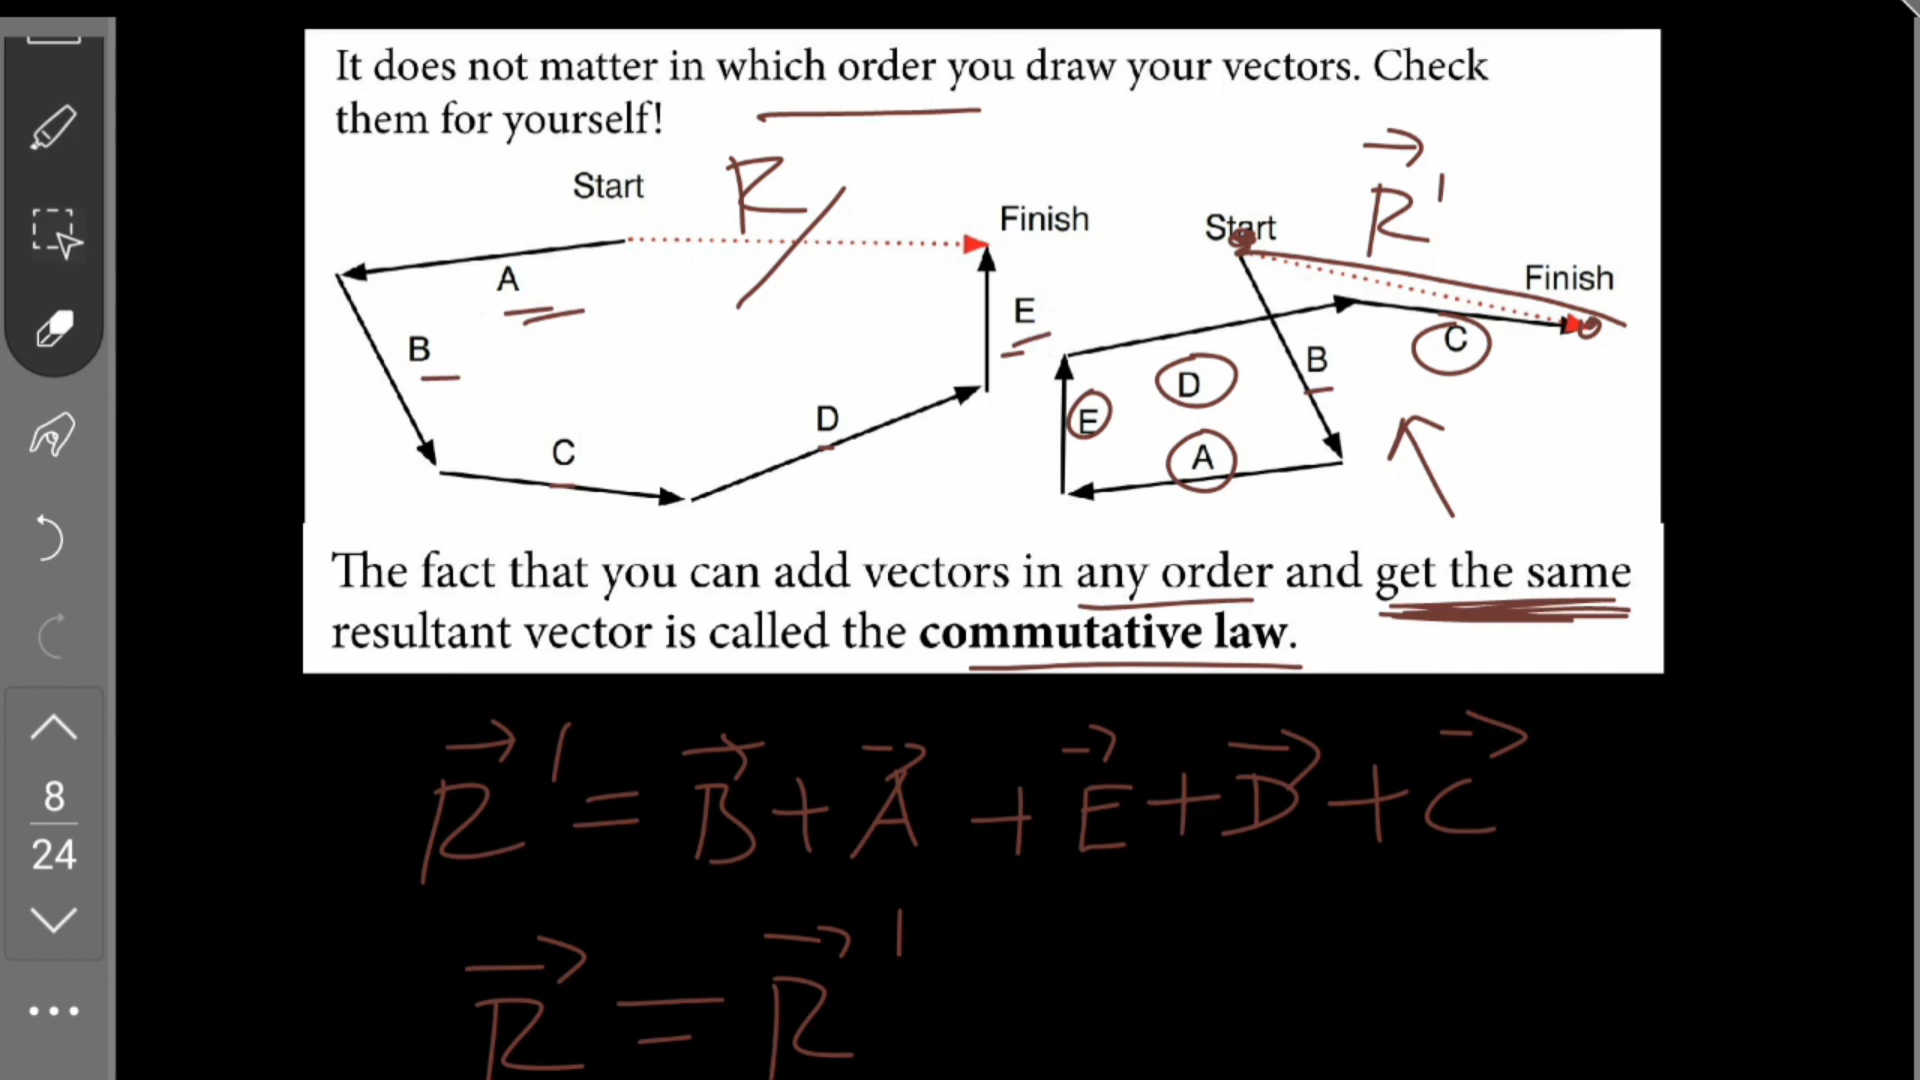 It does not matter in which order you draw your vectors. Check
them for yourself!
Start
R
Finish
A
B
C
D
E
Start
R'
Finish
C
B
D
E
A
The fact that you can add vectors in any order and get the same
resultant vector is called the commutative law.
R' = B + A + E + D + C
R = R'
8
24